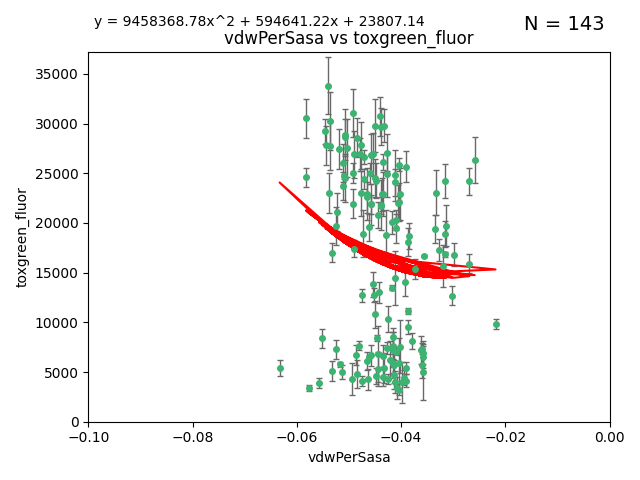 y = 9458368.78x^2 + 594641.22x + 23807.14
N = 143
vdwPerSasa vs toxgreen_fluor
35000
30000
25000
20000
15000
10000
5000
0
toxgreen_fluor
−0.10
−0.08
−0.06
−0.04
−0.02
0.00
vdwPerSasa